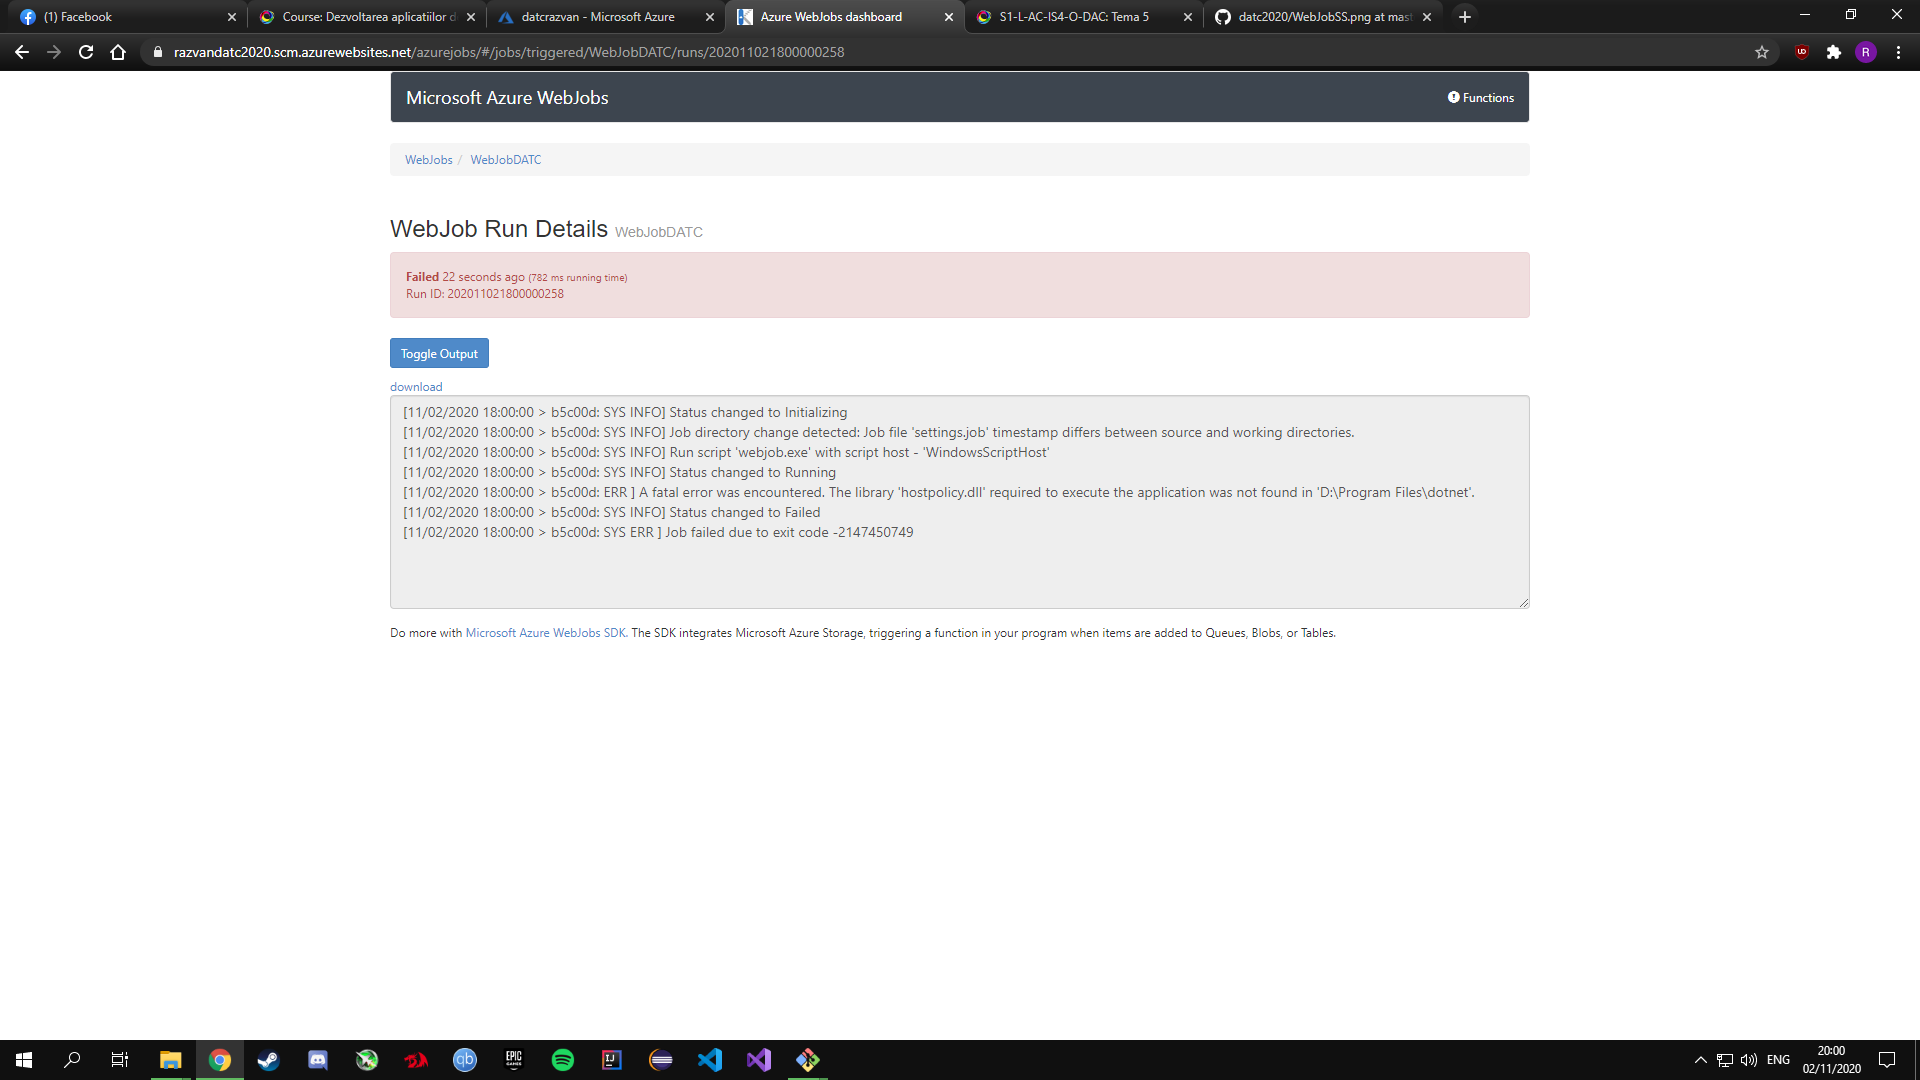 (1) Facebook
Course: Dezvoltarea aplicatiilor d
datcrazvan - Microsoft Azure
Azure WebJobs dashboard
S1-L-AC-IS4-O-DAC: Tema 5
datc2020/WebJobSS.png at mast
razvandatc2020.scm.azurewebsites.net/azurejobs/#/jobs/triggered/WebJobDATC/runs/202011021800000258
R
Microsoft Azure WebJobs
Functions
WebJobs / WebJobDATC
WebJob Run Details WebJobDATC
Failed 22 seconds ago (782 ms running time)
Run ID: 202011021800000258
Toggle Output
download
[11/02/2020 18:00:00 > b5c00d: SYS INFO] Status changed to Initializing
[11/02/2020 18:00:00 > b5c00d: SYS INFO] Job directory change detected: Job file 'settings.job' timestamp differs between source and working directories.
[11/02/2020 18:00:00 > b5c00d: SYS INFO] Run script 'webjob.exe' with script host - 'WindowsScriptHost'
[11/02/2020 18:00:00 > b5c00d: SYS INFO] Status changed to Running
[11/02/2020 18:00:00 > b5c00d: ERR ] A fatal error was encountered. The library 'hostpolicy.dll' required to execute the application was not found in 'D:\Program Files\dotnet'.
[11/02/2020 18:00:00 > b5c00d: SYS INFO] Status changed to Failed
[11/02/2020 18:00:00 > b5c00d: SYS ERR ] Job failed due to exit code -2147450749
Do more with Microsoft Azure WebJobs SDK. The SDK integrates Microsoft Azure Storage, triggering a function in your program when items are added to Queues, Blobs, or Tables.
qb
EPIC
GAMES
IJ
ENG
20:00
02/11/2020